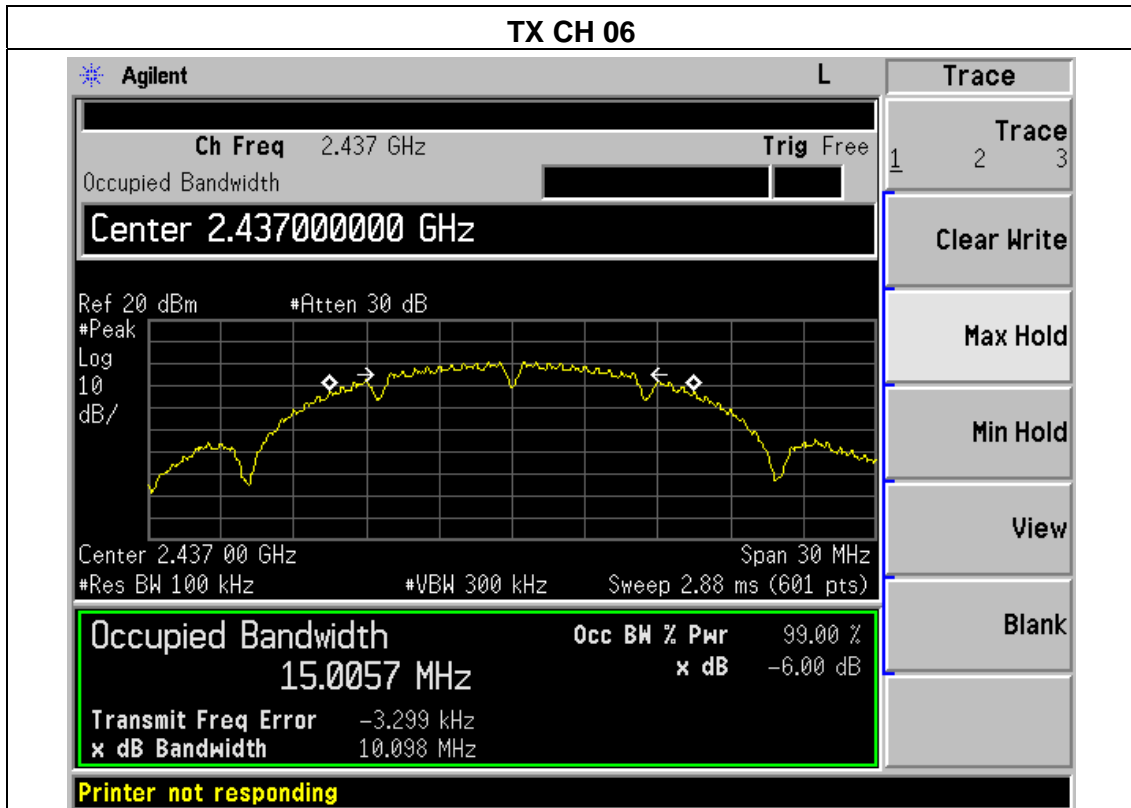 TX CH 06
Agilent L Trace
Ch Freq 2.437 GHz Trig Free
Occupied Bandwidth
Center 2.437000000 GHz
Ref 20 dBm #Atten 30 dB
#Peak
Log
10
dB/
Center 2.437 00 GHz Span 30 MHz
#Res BW 100 kHz #VBW 300 kHz Sweep 2.88 ms (601 pts)
Occupied Bandwidth Occ BW % Pwr 99.00 %
15.0057 MHz x dB -6.00 dB
Transmit Freq Error -3.299 kHz
x dB Bandwidth 10.098 MHz
Printer not responding
Trace
1 2 3
Clear Write
Max Hold
Min Hold
View
Blank